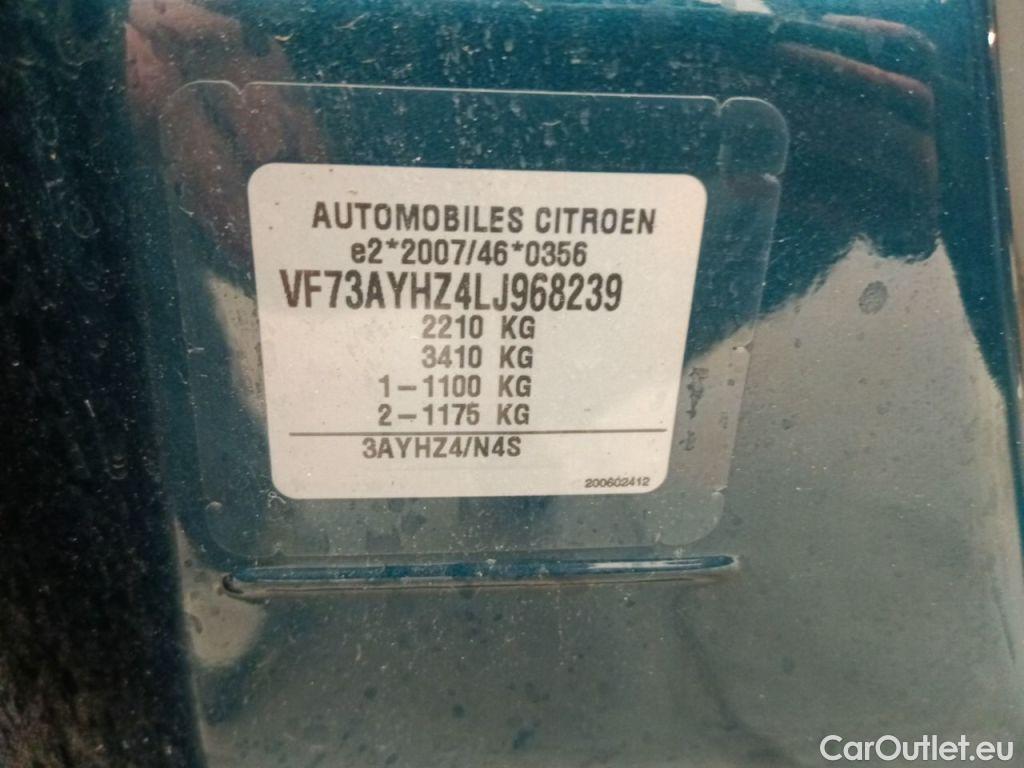 AUTOMOBILES CITROEN
e2*2007/46*0356
VF73AYHZ4LJ968239
2210 KG
3410 KG
1-1100 KG
2-1175 KG
3AYHZ4/N4S
200602412
CarOutlet.eu